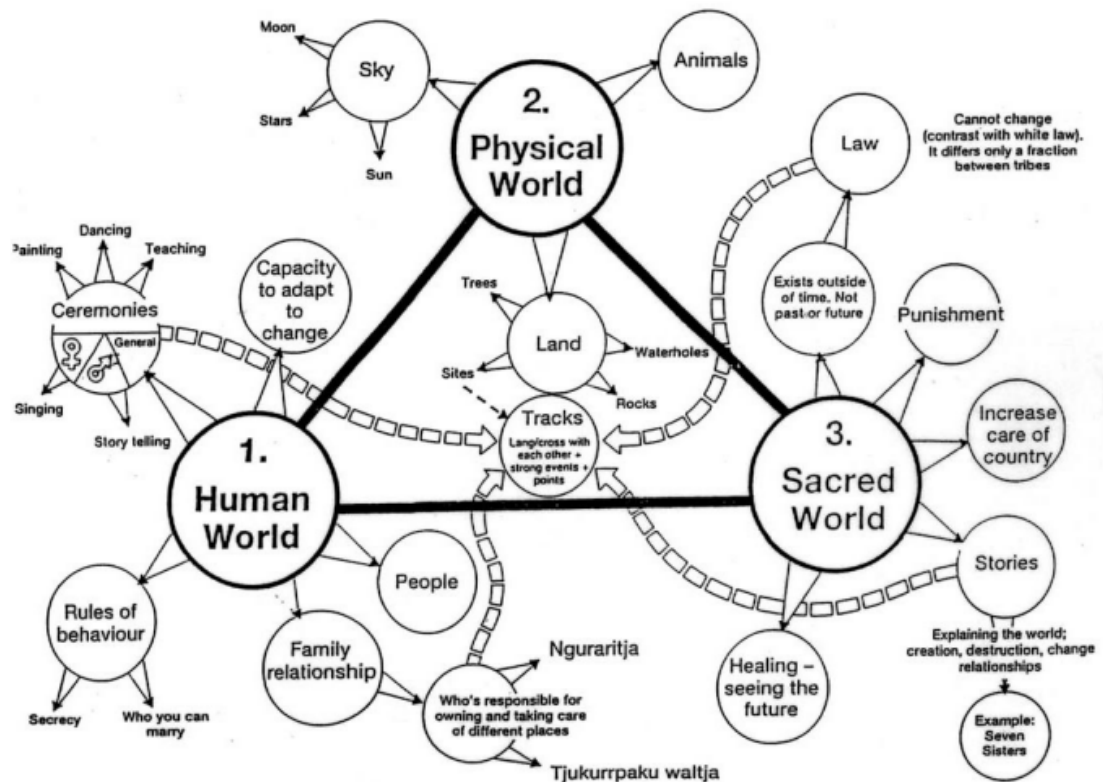 Moon
Sky
Stars
Sun
2.
Physical
World
Animals
Law
Cannot change
(contrast with white law).
It differs only a fraction
between tribes
Dancing
Painting
Teaching
Ceremonies
General
Singing
Story telling
Capacity
to adapt
to
change
Trees
Land
Waterholes
Sites
Rocks
Tracks
Lang/cross with
each other +
strong events +
points
Exists outside
of time. Not
past or future
Punishment
Increase
care of
country
1.
Human
World
3.
Sacred
World
People
Rules of
behaviour
Secrecy
Who you can
marry
Family
relationship
Who's responsible for
owning and taking care
of different places
Nguraritja
Tjukurrpaku waltja
Healing –
seeing the
future
Stories
Explaining the world;
creation, destruction, change
relationships
Example:
Seven
Sisters